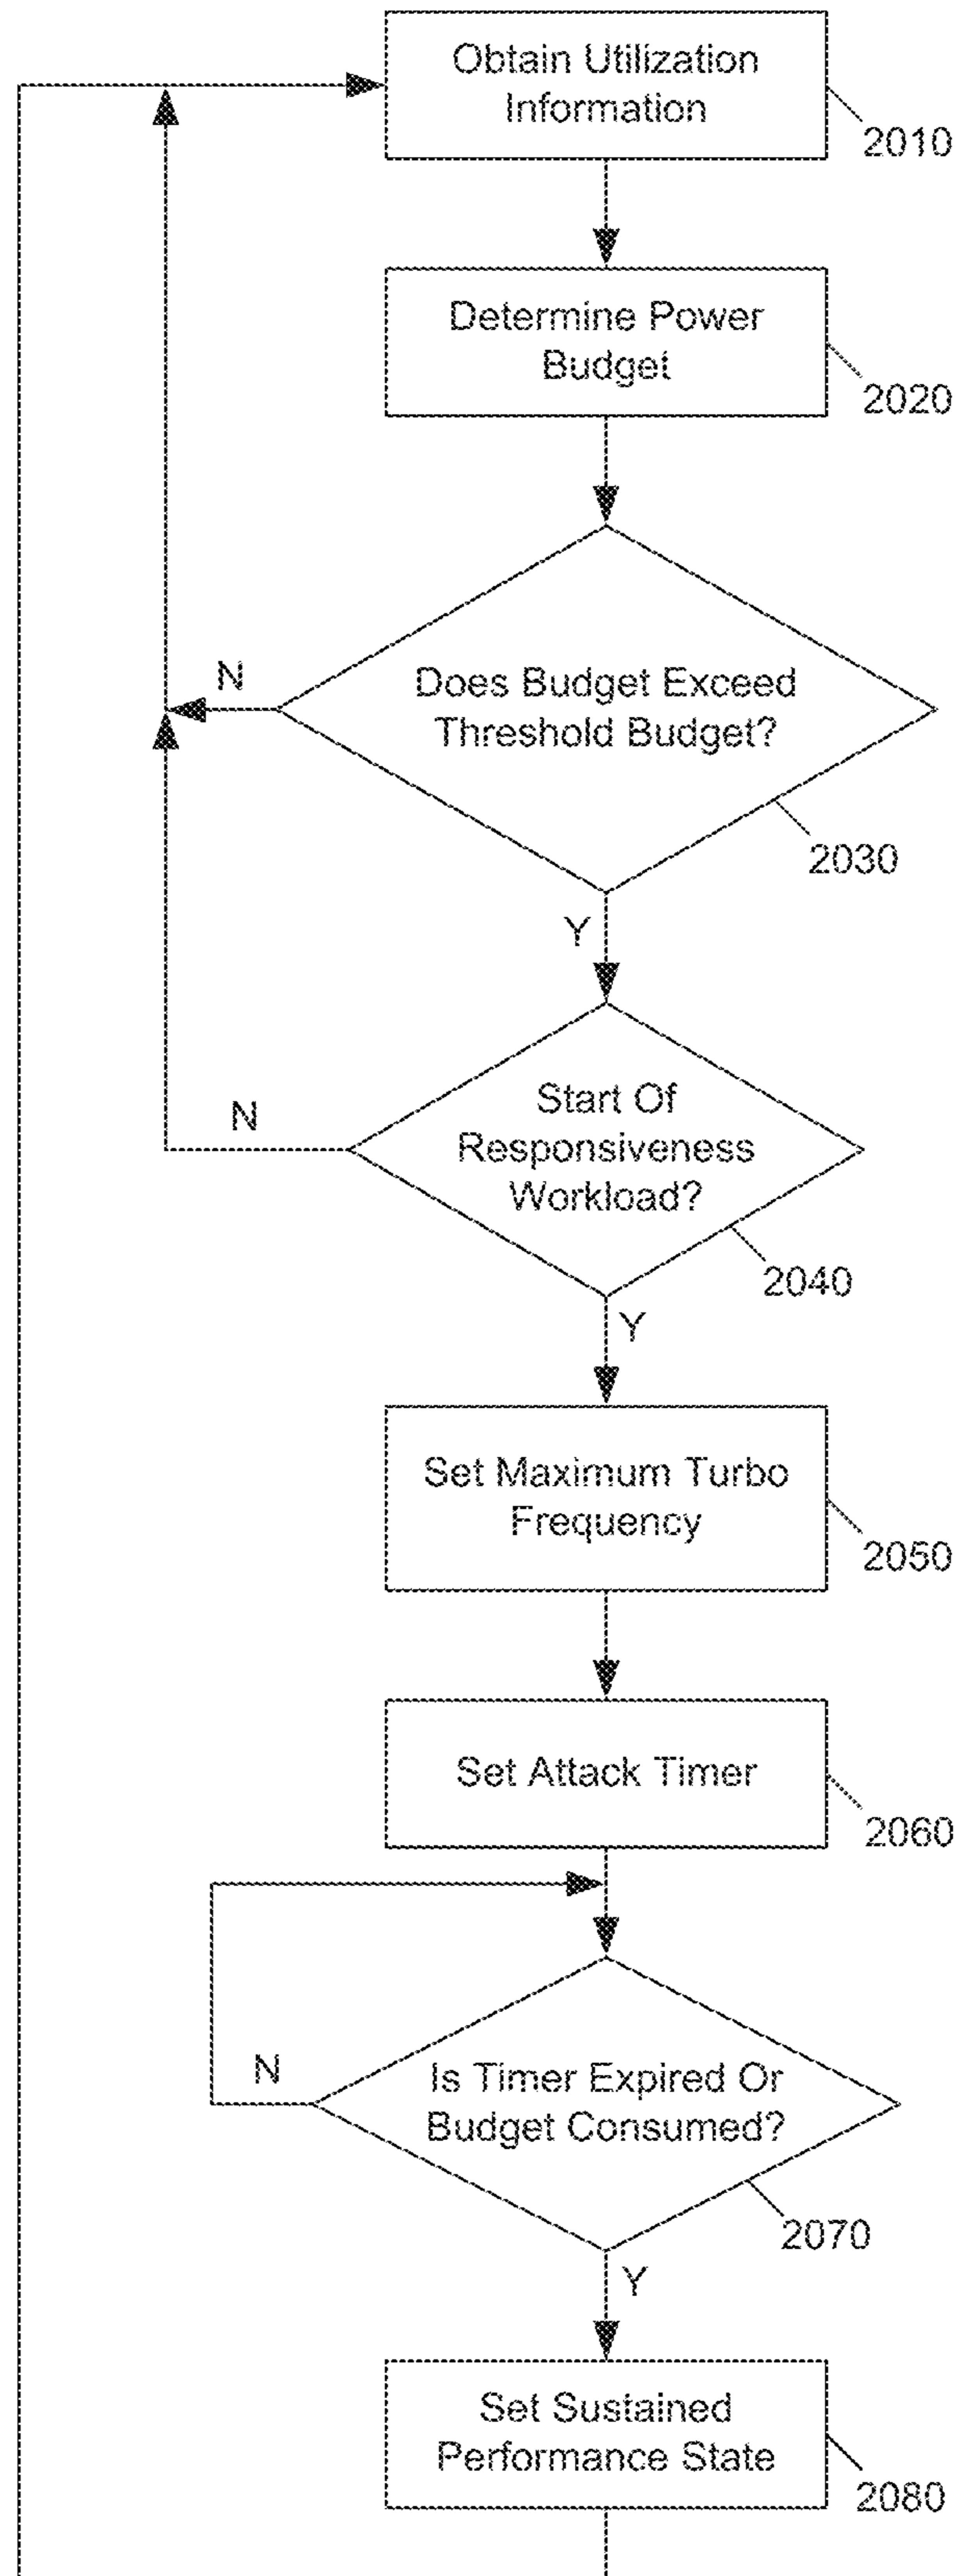 Obtain Utilization
Information
2010
Determine Power
Budget
2020
Does Budget Exceed
Threshold Budget?
N
2030
Y
Start Of
Responsiveness
Workload?
N
2040
Y
Set Maximum Turbo
Frequency
2050
Set Attack Timer
2060
Is Timer Expired Or
Budget Consumed?
N
2070
Y
Set Sustained
Performance State
2080